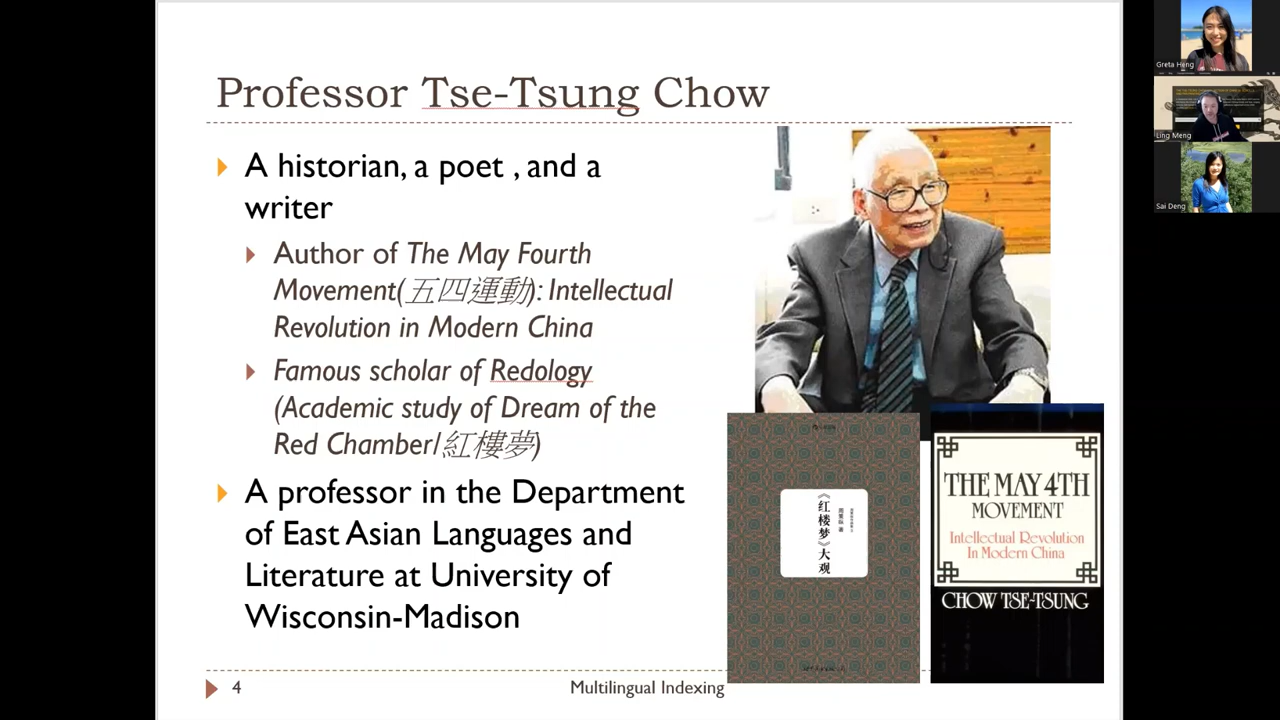 Professor Tse-Tsung Chow
A historian, a poet , and a
writer
Author of The May Fourth
Movement(五四運動): Intellectual
Revolution in Modern China
Famous scholar of Redology
(Academic study of Dream of the
Red Chamber/紅樓夢)
A professor in the Department
of East Asian Languages and
Literature at University of
Wisconsin-Madison
《红楼梦》大观
周策纵 著
THE MAY 4TH
MOVEMENT
Intellectual Revolution
In Modern China
CHOW TSE-TSUNG
4
Multilingual Indexing
Greta Heng
Ling Meng
Sai Deng